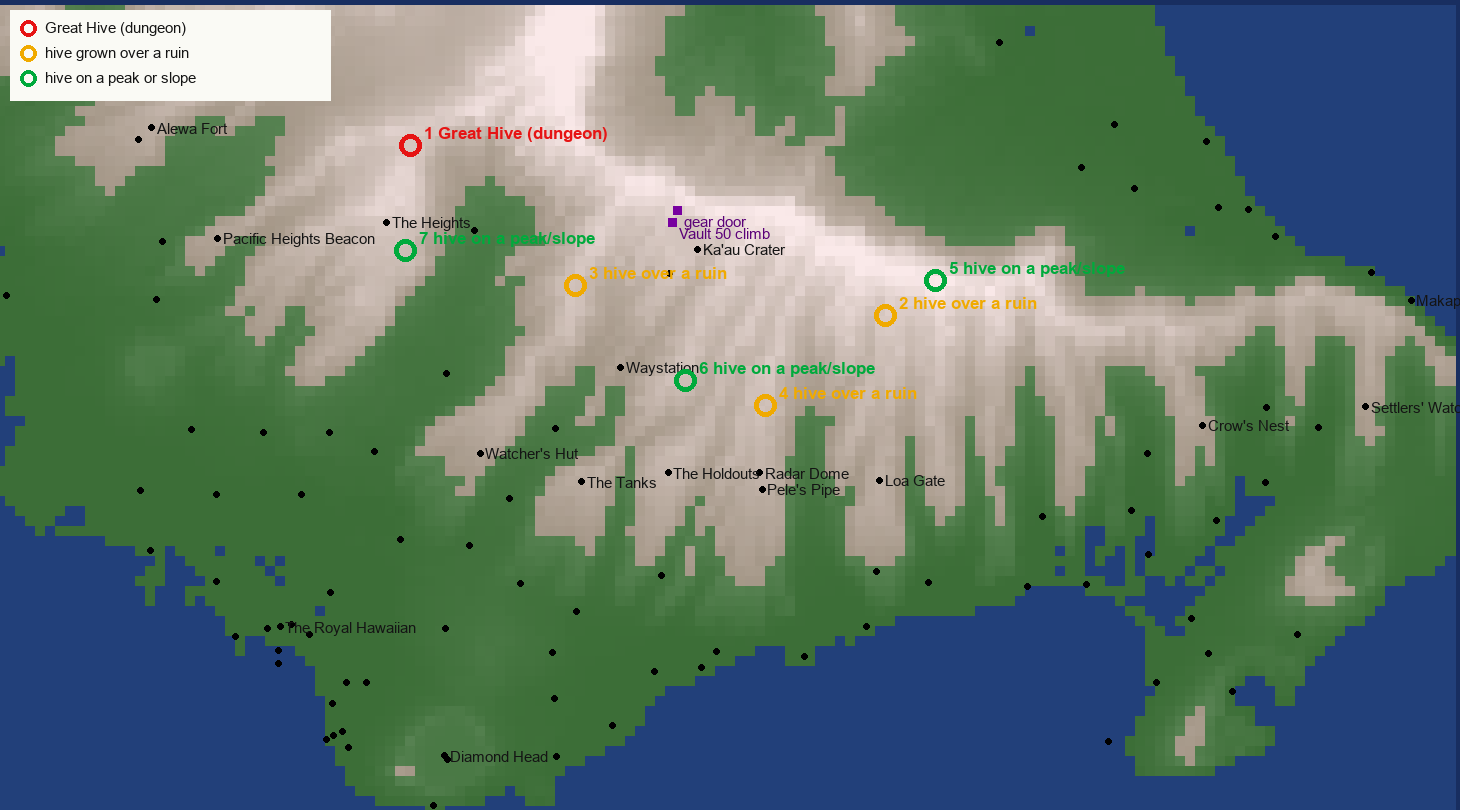 Great Hive (dungeon)
hive grown over a ruin
hive on a peak or slope
Alewa Fort
1 Great Hive (dungeon)
The Heights
gear door
Vault 50 climb
Pacific Heights Beacon
7 hive on a peak/slope
Ka'au Crater
3 hive over a ruin
5 hive on a peak/slope
2 hive over a ruin
Makap
Waystation
6 hive on a peak/slope
4 hive over a ruin
Settlers' Watc
Crow's Nest
Watcher's Hut
The Tanks
The Holdouts
Radar Dome
Pele's Pipe
Loa Gate
The Royal Hawaiian
Diamond Head